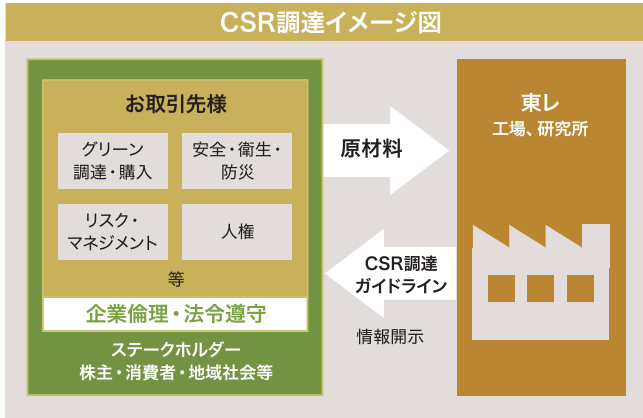 CSR調達イメージ図
お取引先様
グリーン
調達・購入
安全・衛生・
防災
リスク・
マネジメント
人権
等
企業倫理・法令遵守
ステークホルダー
株主・消費者・地域社会等
原材料
CSR調達
ガイドライン
情報開示
東レ
工場、研究所